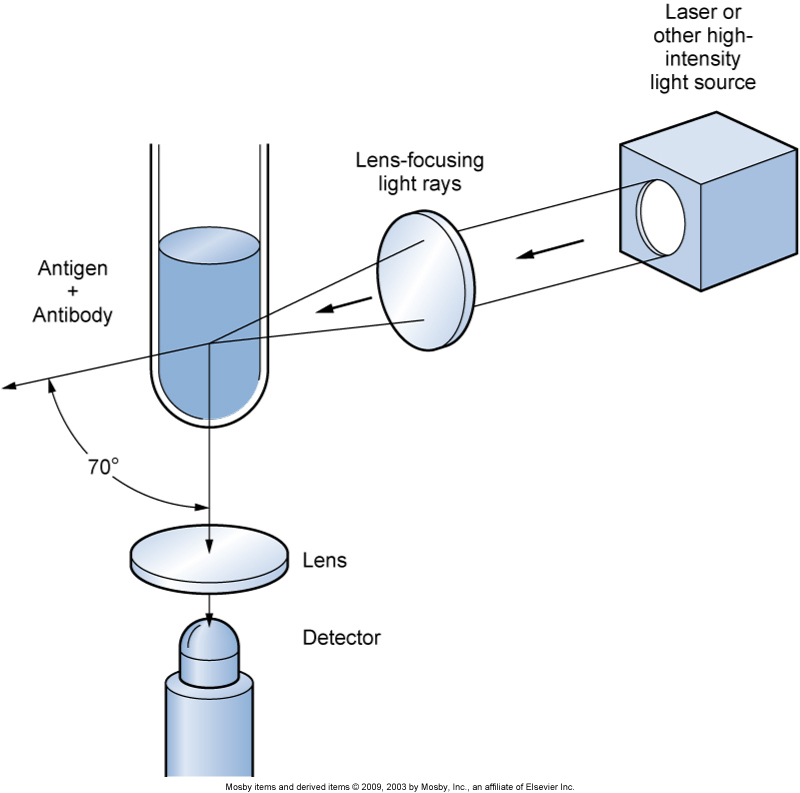 Laser or
other high-
intensity
light source
Lens-focusing
light rays
Antigen
+
Antibody
70°
Lens
Detector
Mosby items and derived items © 2009, 2003 by Mosby, Inc., an affiliate of Elsevier Inc.